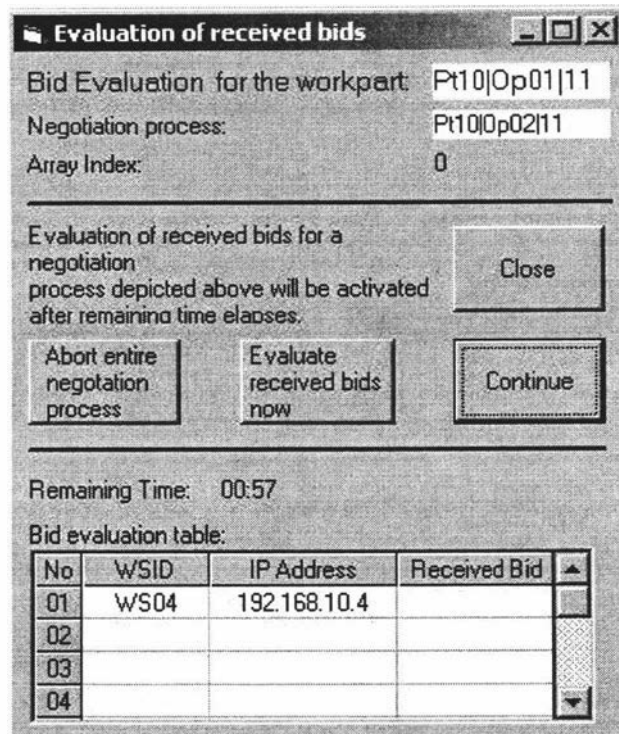 Evaluation of received bids
Bid Evaluation for the workpart: Pt10|Op01|11
Negotiation process: Pt10|Op02|11
Array Index: 0
Evaluation of received bids for a
negotiation
process depicted above will be activated
after remaining time elapses.
Close
Abort entire
negotation
process
Evaluate
received bids
now
Continue
Remaining Time: 00:57
Bid evaluation table:
No WSID IP Address Received Bid
01 WS04 192.168.10.4
02
03
04